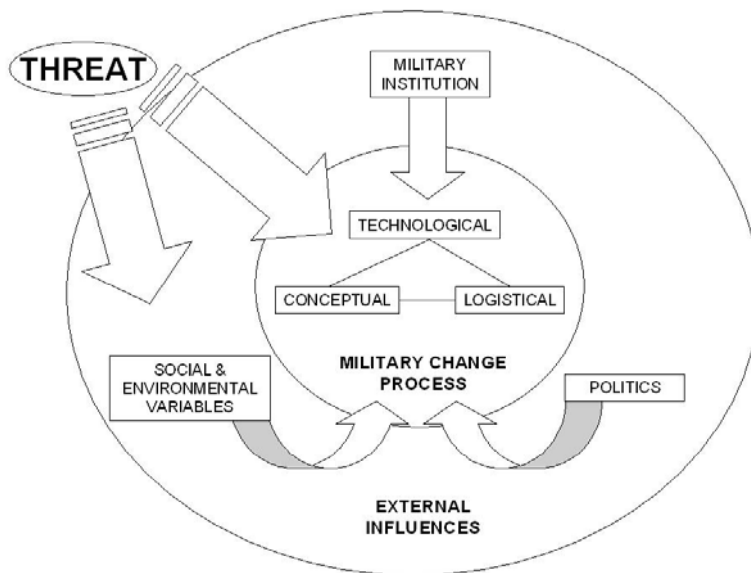 THREAT
MILITARY
INSTITUTION
TECHNOLOGICAL
CONCEPTUAL
LOGISTICAL
MILITARY CHANGE
PROCESS
SOCIAL &
ENVIRONMENTAL
VARIABLES
POLITICS
EXTERNAL
INFLUENCES